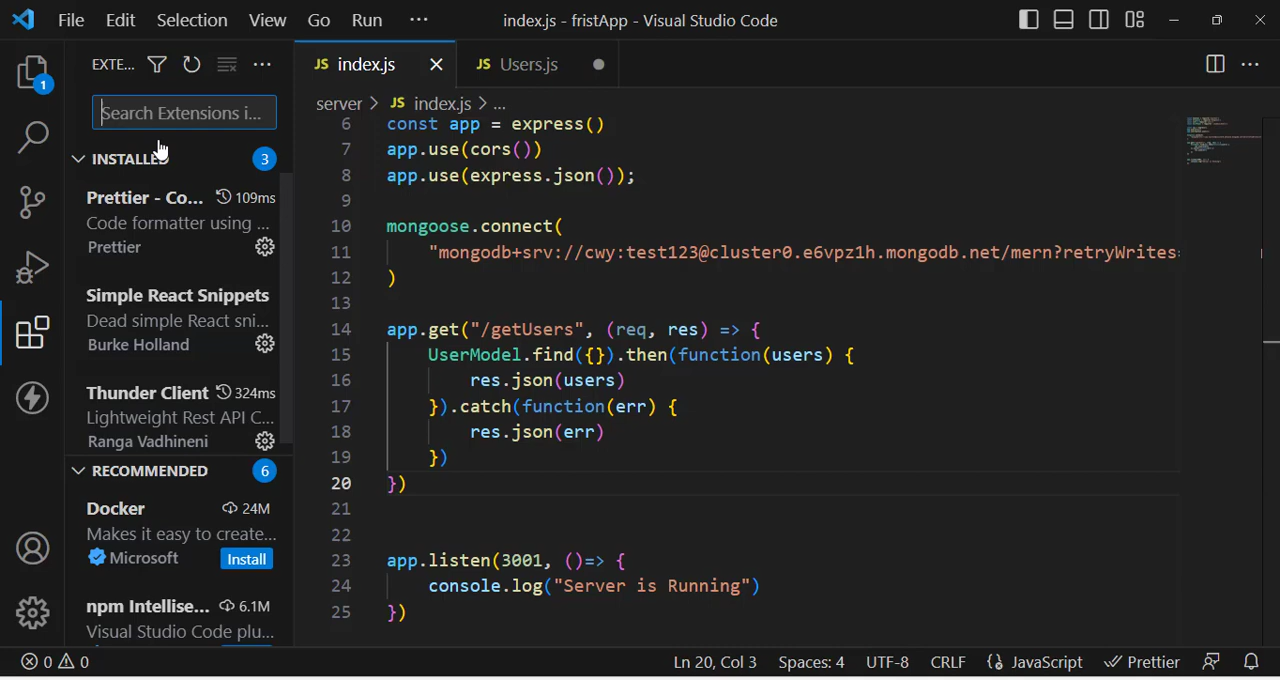 File Edit Selection View Go Run ··· index.js - fristApp - Visual Studio Code
1
EXTE... ···
Search Extensions i...
INSTALLED 3
Prettier - Co... 109ms
Code formatter using ...
Prettier
Simple React Snippets
Dead simple React sni...
Burke Holland
Thunder Client 324ms
Lightweight Rest API C...
Ranga Vadhineni
RECOMMENDED 6
Docker 24M
Makes it easy to create...
Microsoft Install
npm Intellise... 6.1M
Visual Studio Code plu...
JS index.js JS Users.js ···
server > JS index.js > ...
6 const app = express()
7 app.use(cors())
8 app.use(express.json());
9
10 mongoose.connect(
11 "mongodb+srv://cwy:test123@cluster0.e6vpz1h.mongodb.net/mern?retryWrites=
12 )
13
14 app.get("/getUsers", (req, res) => {
15 UserModel.find({}).then(function(users) {
16 res.json(users)
17 }).catch(function(err) {
18 res.json(err)
19 })
20 })
21
22
23 app.listen(3001, ()=> {
24 console.log("Server is Running")
25 })
0 0 Ln 20, Col 3 Spaces: 4 UTF-8 CRLF {} JavaScript Prettier